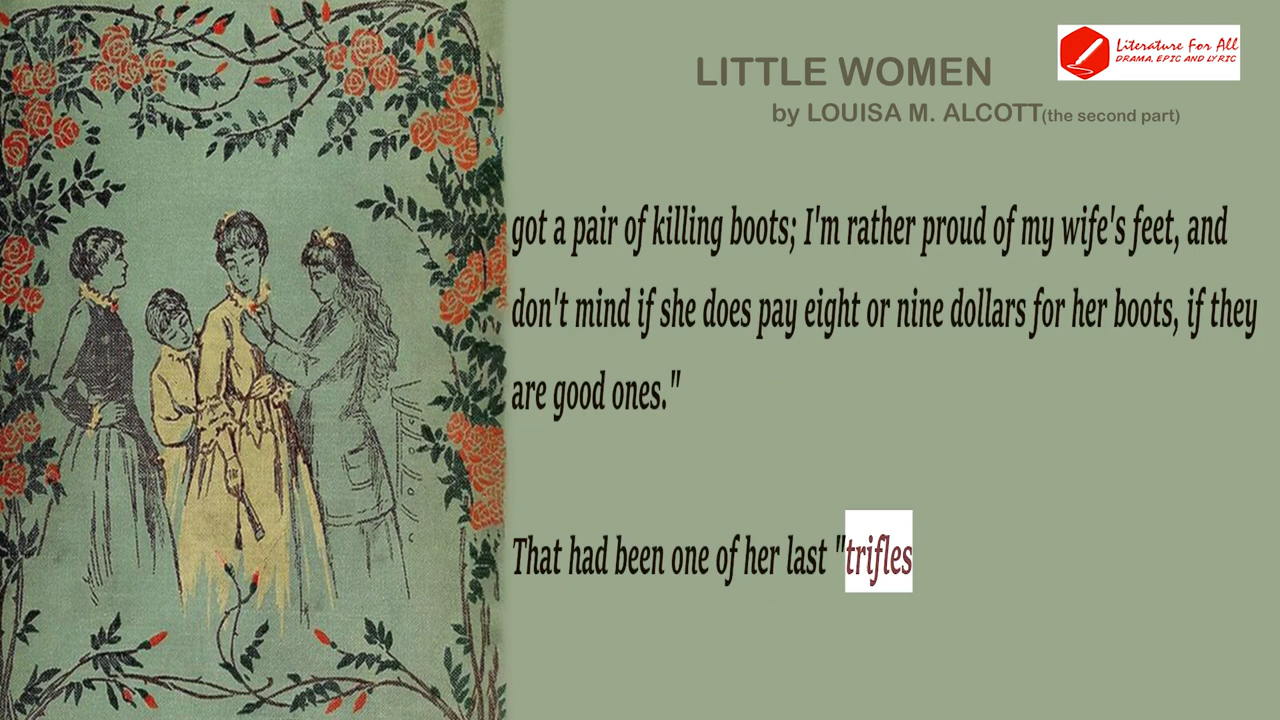 LITTLE WOMEN
by LOUISA M. ALCOTT(the second part)
Literature For All
DRAMA, EPIC AND LYRIC
got a pair of killing boots; I'm rather proud of my wife's feet, and
don't mind if she does pay eight or nine dollars for her boots, if they
are good ones."
That had been one of her last "trifles